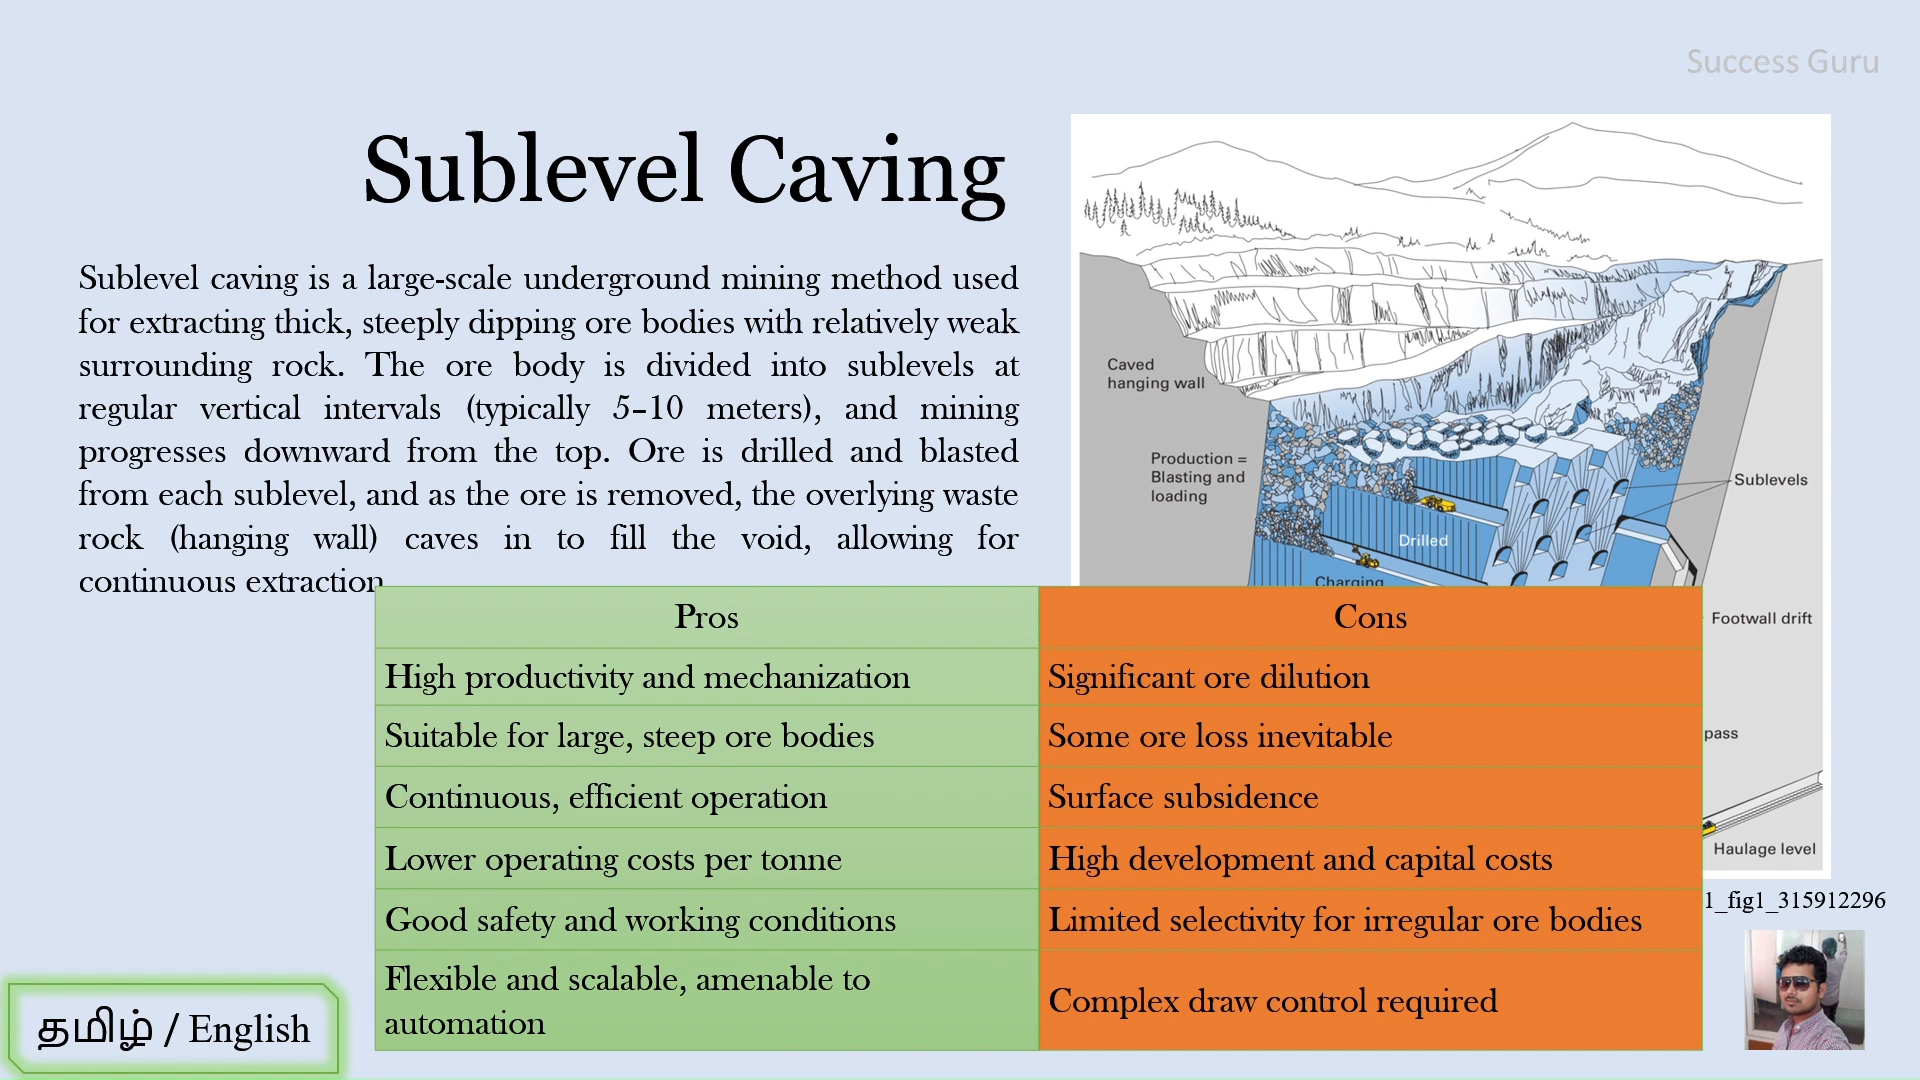 Success Guru
Sublevel Caving
Sublevel caving is a large-scale underground mining method used
for extracting thick, steeply dipping ore bodies with relatively weak
surrounding rock. The ore body is divided into sublevels at
regular vertical intervals (typically 5–10 meters), and mining
progresses downward from the top. Ore is drilled and blasted
from each sublevel, and as the ore is removed, the overlying waste
rock (hanging wall) caves in to fill the void, allowing for
continuous extraction
Caved
hanging wall
Production =
Blasting and
loading
Sublevels
Drilled
Charging
Footwall drift
pass
Haulage level
1_fig1_315912296
Pros
Cons
High productivity and mechanization
Significant ore dilution
Suitable for large, steep ore bodies
Some ore loss inevitable
Continuous, efficient operation
Surface subsidence
Lower operating costs per tonne
High development and capital costs
Good safety and working conditions
Limited selectivity for irregular ore bodies
Flexible and scalable, amenable to
automation
Complex draw control required
தமிழ் / English